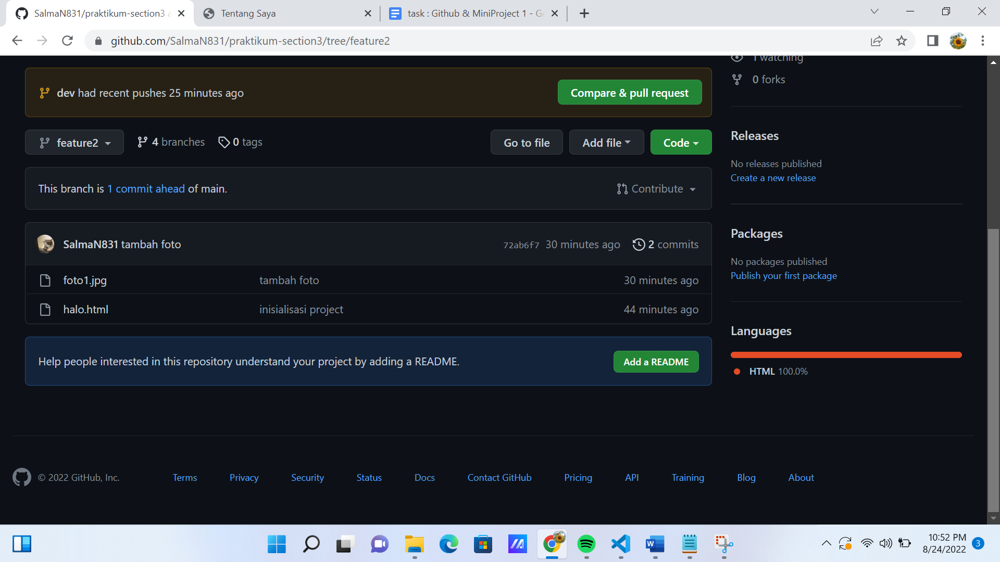 SalmaN831/praktikum-section3 a
Tentang Saya
task : Github & MiniProject 1 - Go
github.com/SalmaN831/praktikum-section3/tree/feature2
1 watching
0 forks
dev had recent pushes 25 minutes ago
Compare & pull request
feature2
4 branches
0 tags
Go to file
Add file
Code
This branch is 1 commit ahead of main.
Contribute
SalmaN831 tambah foto
72ab6f7 30 minutes ago
2 commits
foto1.jpg
tambah foto
30 minutes ago
halo.html
inisialisasi project
44 minutes ago
Help people interested in this repository understand your project by adding a README.
Add a README
Releases
No releases published
Create a new release
Packages
No packages published
Publish your first package
Languages
HTML 100.0%
© 2022 GitHub, Inc.
Terms
Privacy
Security
Status
Docs
Contact GitHub
Pricing
API
Training
Blog
About
10:52 PM
8/24/2022
3